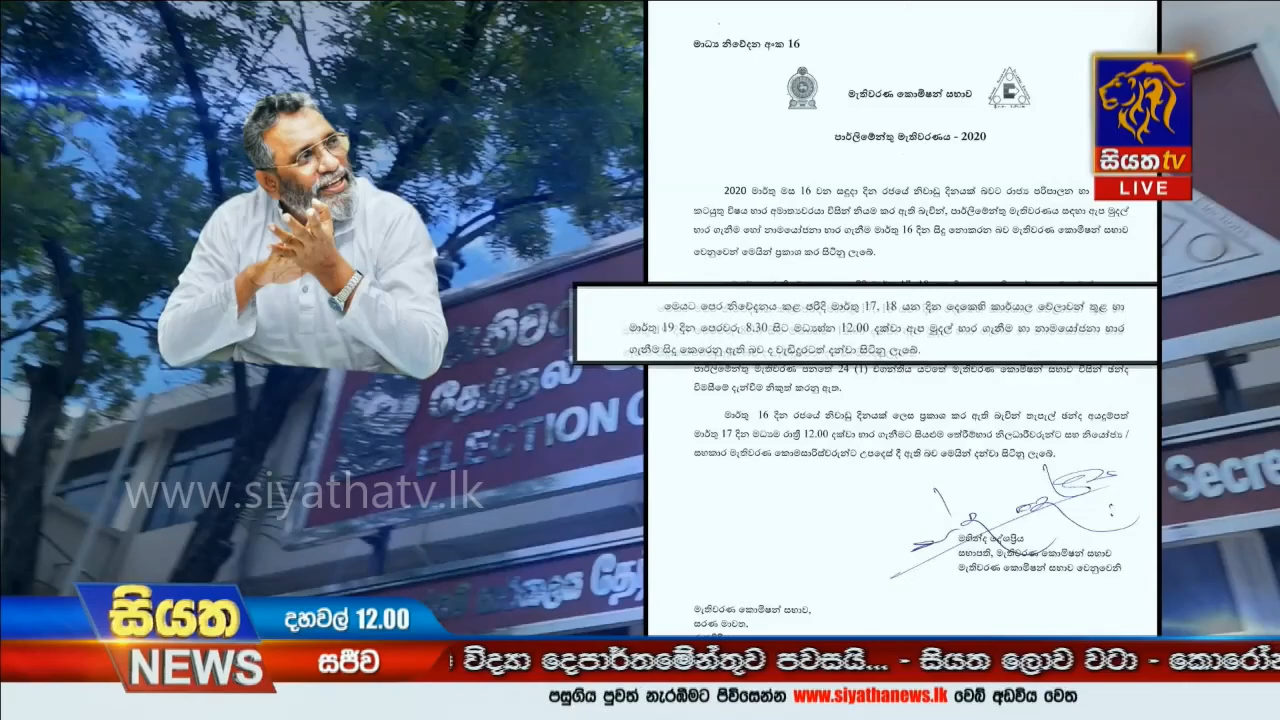 මාධ්‍ය නිවේදන අංක 16
මැතිවරණ කොමිෂන් සභාව
පාර්ලිමේන්තු මැතිවරණය - 2020
2020 මාර්තු මස 16 වන සඳුදා දින රජයේ නිවාඩු දිනයක් බවට රාජ්‍ය පරිපාලන හා
කටයුතු විෂය භාර අමාත්‍යවරයා විසින් නියම කර ඇති බැවින්, පාර්ලිමේන්තු මැතිවරණය සඳහා ඇප මුදල්
භාර ගැනීම හෝ නාමයෝජනා භාර ගැනීම මාර්තු 16 දින සිදු නොකරන බව මැතිවරණ කොමිෂන් සභාව
වෙනුවෙන් මෙයින් ප්‍රකාශ කර සිටිනු ලැබේ.
මෙයට පෙර නිවේදනය කළ පරිදි මාර්තු 17, 18 යන දින දෙකෙහි කාර්යාල වේලාවන් තුළ හා
මාර්තු 19 දින පෙරවරු 8.30 සිට මධ්‍යහ්න 12.00 දක්වා ඇප මුදල් භාර ගැනීම හා නාමයෝජනා භාර
ගැනීම සිදු කෙරෙනු ඇති බව ද වැඩිදුරටත් දන්වා සිටිනු ලැබේ.
පාර්ලිමේන්තු මැතිවරණ පනතේ 24 (1) වගන්තිය යටතේ මැතිවරණ කොමිෂන් සභාව විසින් ඡන්ද
විමසීමේ දැන්වීම නිකුත් කරනු ඇත.
මාර්තු 16 දින රජයේ නිවාඩු දිනයක් ලෙස ප්‍රකාශ කර ඇති බැවින් තැපැල් ඡන්ද අයදුම්පත්
මාර්තු 17 දින මධ්‍යම රාත්‍රී 12.00 දක්වා භාර ගැනීමට සියළුම තේරීම්භාර නිලධාරීවරුන්ට සහ නියෝජ්‍ය /
සහකාර මැතිවරණ කොමසාරිස්වරුන්ට උපදෙස් දී ඇති බව මෙයින් දන්වා සිටිනු ලැබේ.
මහින්ද දේශප්‍රිය
සභාපති, මැතිවරණ කොමිෂන් සභාව
මැතිවරණ කොමිෂන් සභාව වෙනුවෙනි
මැතිවරණ කොමිෂන් සභාව,
සරණ මාවත,
සියත tv
LIVE
தேர்தல்
ELECTION
Secre
www.siyathatv.lk
සියත
NEWS
දහවල් 12.00
සජීව
විද්‍යා දෙපාර්තමේන්තුව පවසයි... - සියත ලොව වටා - කොරෝ
පසුගිය පුවත් නැරඹීමට පිවිසෙන්න www.siyathanews.lk වෙබ් අඩවිය වෙත